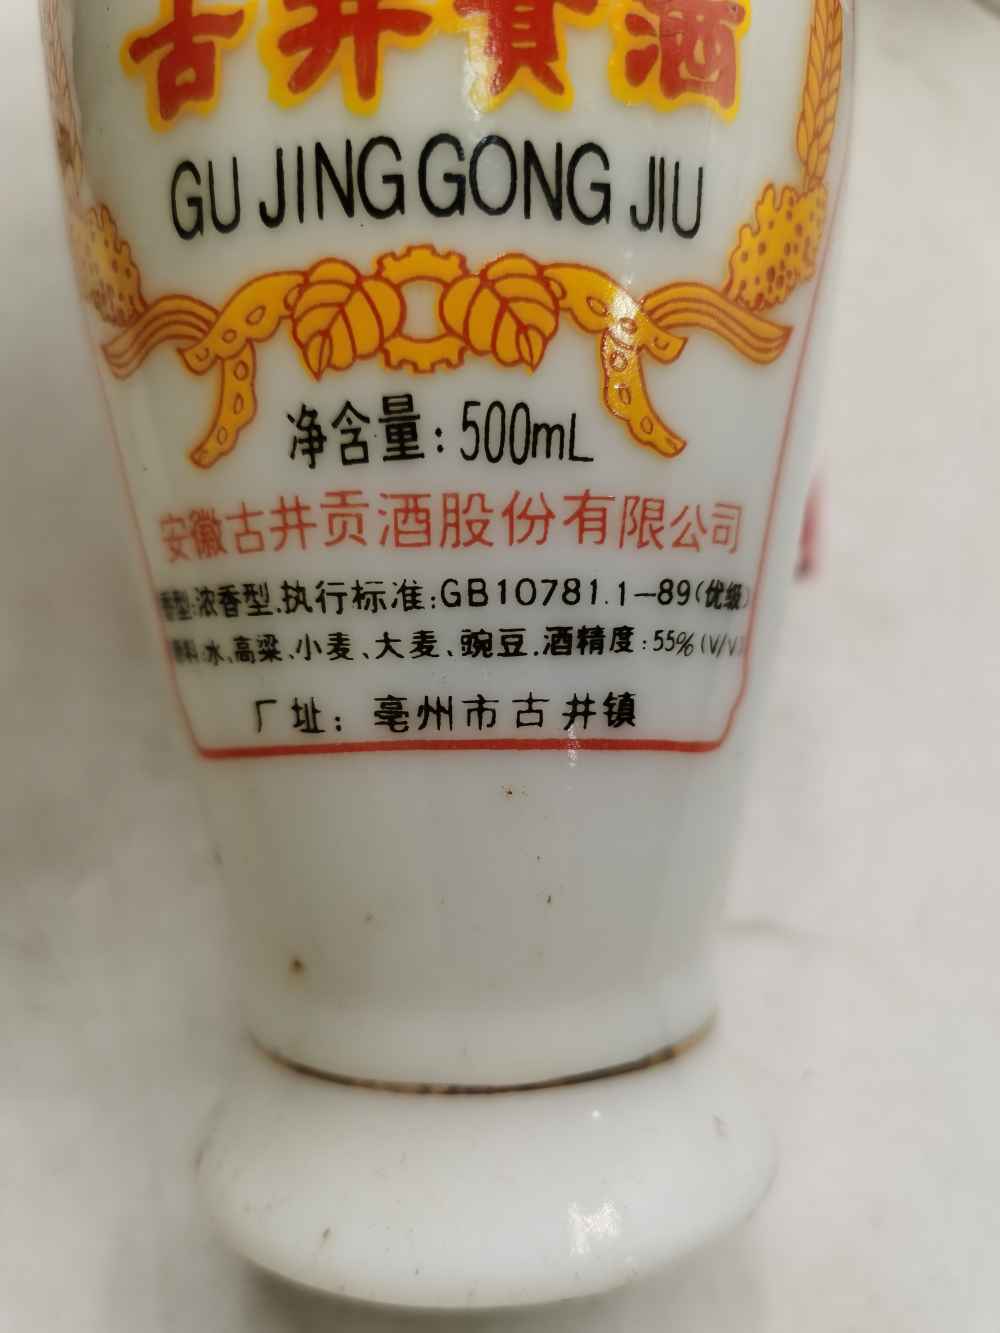 古井贡酒
GU JING GONG JIU
净含量:500mL
安徽古井贡酒股份有限公司
香型:浓香型.执行标准:GB10781.1-89(优级)
原料:水、高粱、小麦、大麦、豌豆.酒精度:55%(V/V)
厂址:亳州市古井镇